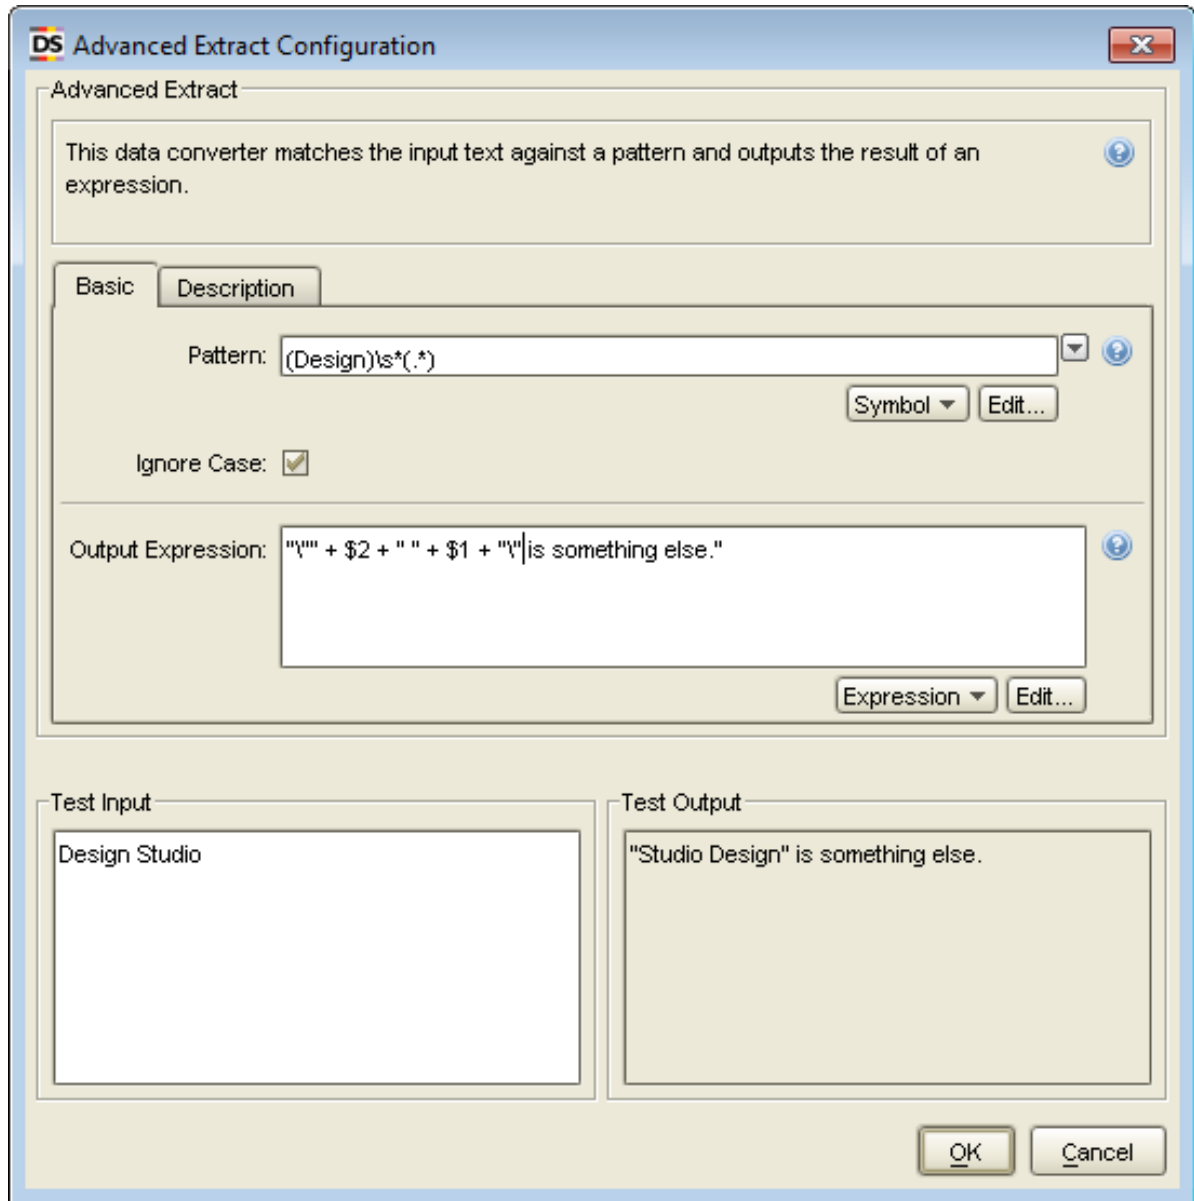 DS Advanced Extract Configuration
Advanced Extract
This data converter matches the input text against a pattern and outputs the result of an
expression.
Basic Description
Pattern: (Design)\s*(.*)
Symbol Edit...
Ignore Case:
Output Expression: "\"" + $2 + " " + $1 + "\" is something else."
Expression Edit...
Test Input Test Output
Design Studio "Studio Design" is something else.
OK Cancel